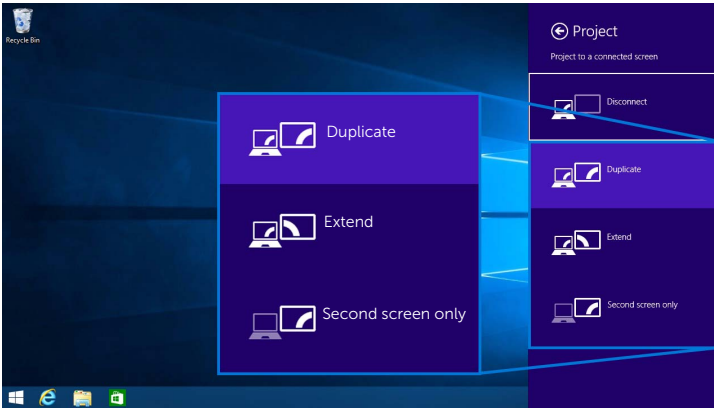 Recycle Bin
Project
Project to a connected screen
Disconnect
Duplicate
Extend
Second screen only
Duplicate
Extend
Second screen only